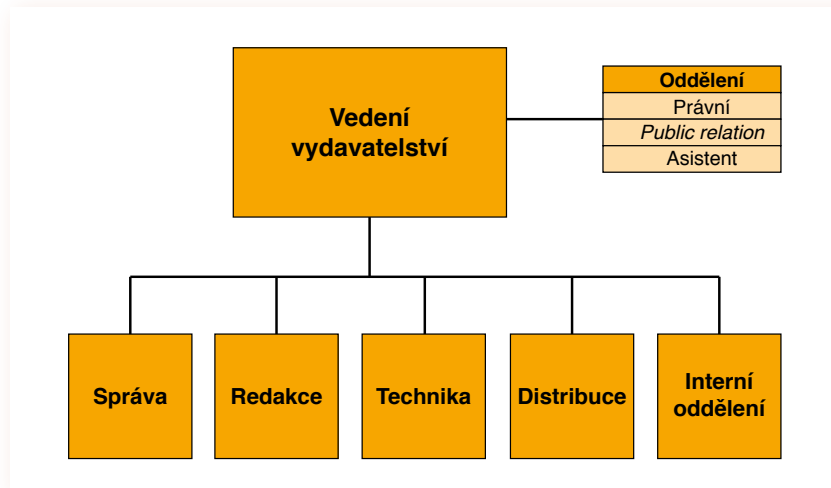 Vedení
vydavatelství
Oddělení
Právní
Public relation
Asistent
Správa
Redakce
Technika
Distribuce
Interní
oddělení